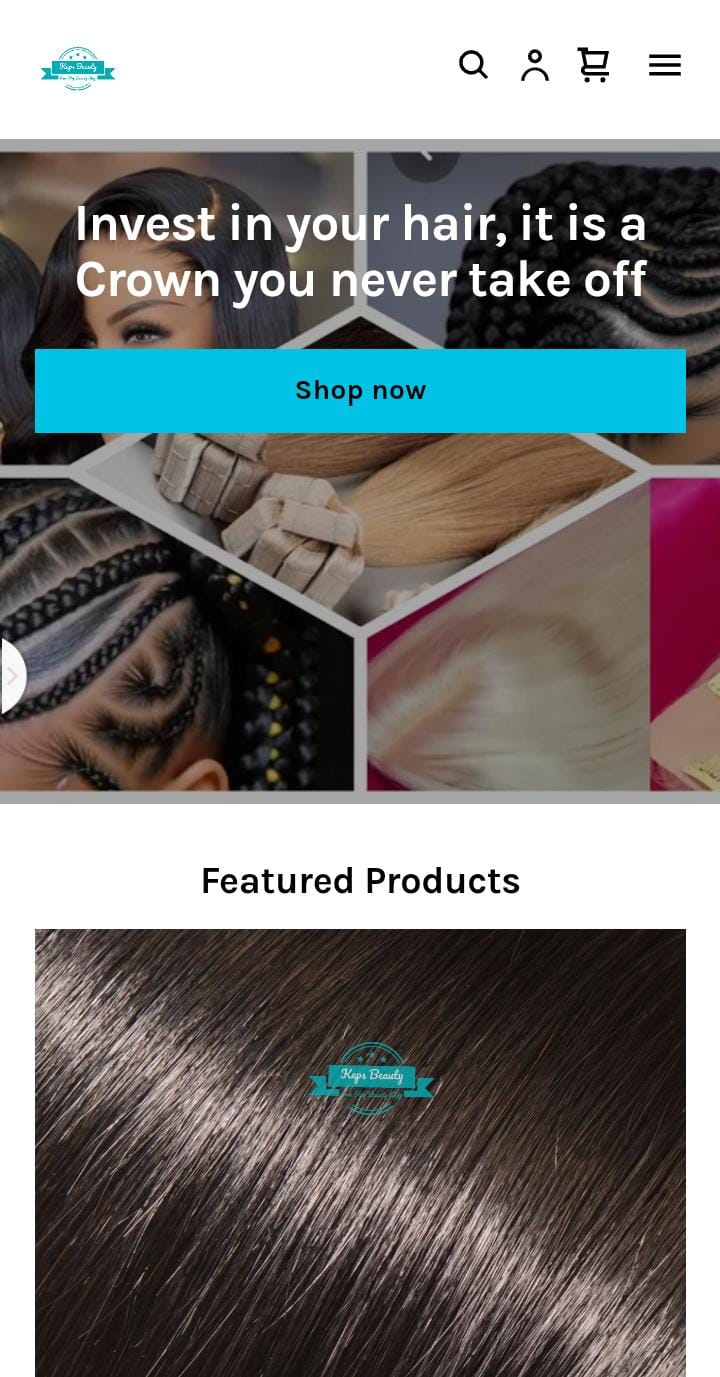 Keps Beauty
Invest in your hair, it is a
Crown you never take off
Shop now
Featured Products
Keps Beauty